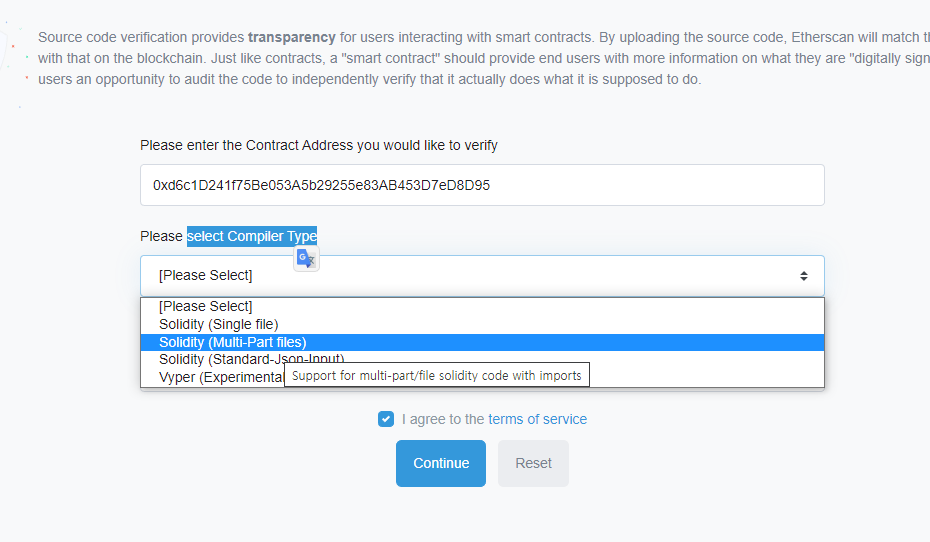 Source code verification provides transparency for users interacting with smart contracts. By uploading the source code, Etherscan will match
with that on the blockchain. Just like contracts, a "smart contract" should provide end users with more information on what they are "digitally
users an opportunity to audit the code to independently verify that it actually does what it is supposed to do.
Please enter the Contract Address you would like to verify
0xd6c1D241f75Be053A5b29255e83AB453D7eD8D95
Please select Compiler Type
[Please Select]
[Please Select]
Solidity (Single file)
Solidity (Multi-Part files)
Solidity (Standard-Json-Input)
Vyper (Experimental
Support for multi-part/file solidity code with imports
I agree to the terms of service
Continue
Reset